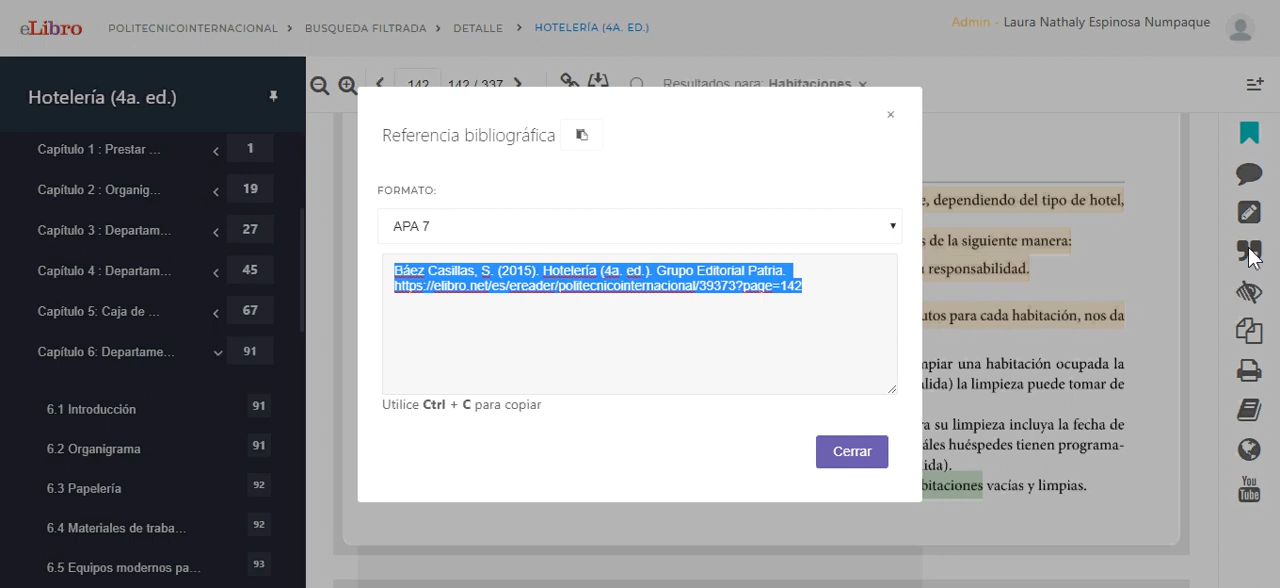 eLibro
POLITECNICOINTERNACIONAL > BUSQUEDA FILTRADA > DETALLE > HOTELERÍA (4A. ED.)
Admin - Laura Nathaly Espinosa Numpaque
Hotelería (4a. ed.)
142 142 / 337
Resultados para: Habitaciones
Capítulo 1 : Prestar ... 1
Capítulo 2 : Organig... 19
Capítulo 3 : Departam... 27
Capítulo 4 : Departam... 45
Capítulo 5: Caja de ... 67
Capítulo 6: Departame... 91
6.1 Introducción 91
6.2 Organigrama 91
6.3 Papelería 92
6.4 Materiales de traba... 92
6.5 Equipos modernos pa... 93
Referencia bibliográfica
×
FORMATO:
APA 7
Báez Casillas, S. (2015). Hotelería (4a. ed.). Grupo Editorial Patria.
https://elibro.net/es/ereader/politecnicointernacional/39373?page=142
Utilice Ctrl + C para copiar
Cerrar
, dependiendo del tipo de hotel,
de la siguiente manera:
responsabilidad.
para cada habitación, nos da
una habitación ocupada la
la limpieza puede tomar de
su limpieza incluya la fecha de
huéspedes tienen programa-
vacías y limpias.
You
Tube